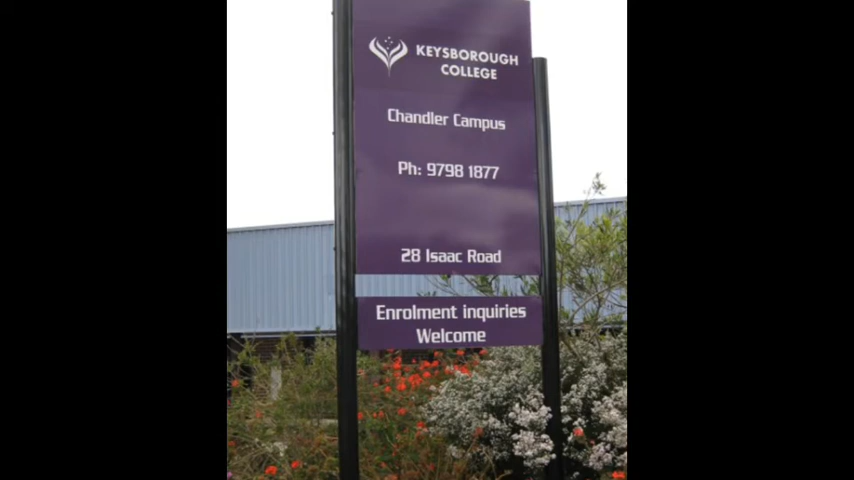 KEYSBOROUGH
COLLEGE
Chandler Campus
Ph: 9798 1877
28 Isaac Road
Enrolment inquiries
Welcome